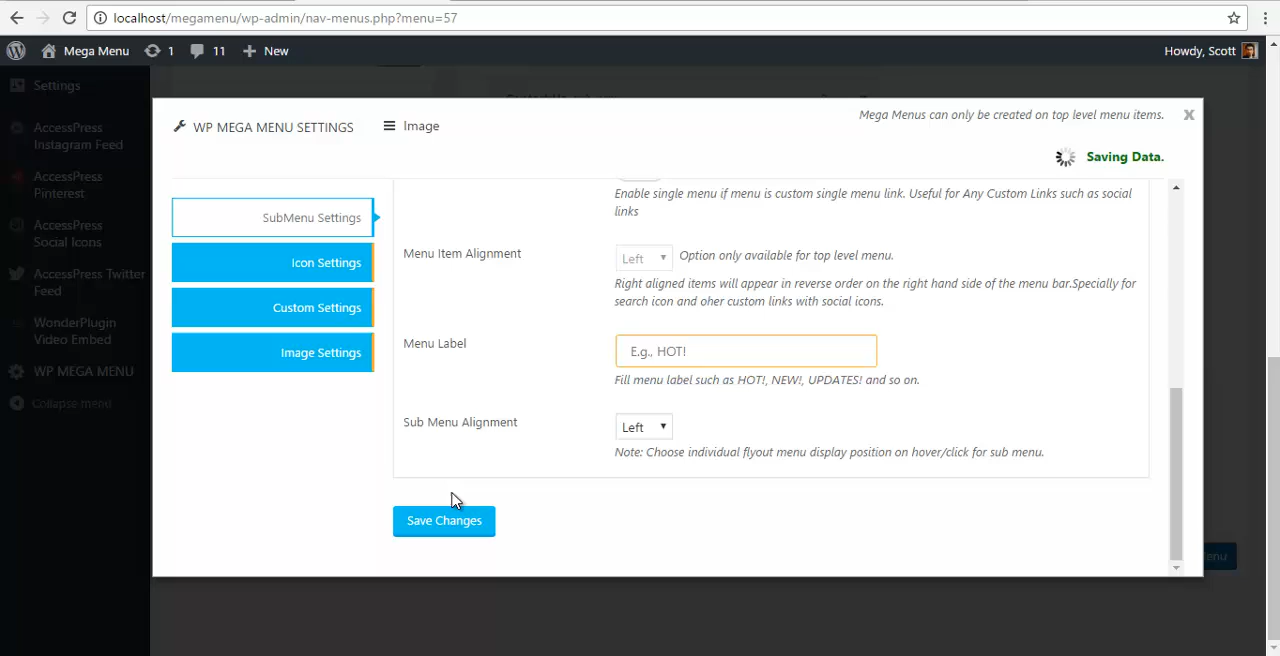 localhost/megamenu/wp-admin/nav-menus.php?menu=57
Mega Menu 1 11 New Howdy, Scott
Settings
AccessPress
Instagram Feed
AccessPress
Pinterest
AccessPress
Social Icons
AccessPress Twitter
Feed
WonderPlugin
Video Embed
WP MEGA MENU
Collapse menu
Mega Menus can only be created on top level menu items. X
WP MEGA MENU SETTINGS Image
Saving Data.
SubMenu Settings
Icon Settings
Custom Settings
Image Settings
Enable single menu if menu is custom single menu link. Useful for Any Custom Links such as social
links
Menu Item Alignment Left Option only available for top level menu.
Right aligned items will appear in reverse order on the right hand side of the menu bar.Specially for
search icon and oher custom links with social icons.
Menu Label E.g., HOT!
Fill menu label such as HOT!, NEW!, UPDATES! and so on.
Sub Menu Alignment Left
Note: Choose individual flyout menu display position on hover/click for sub menu.
Save Changes